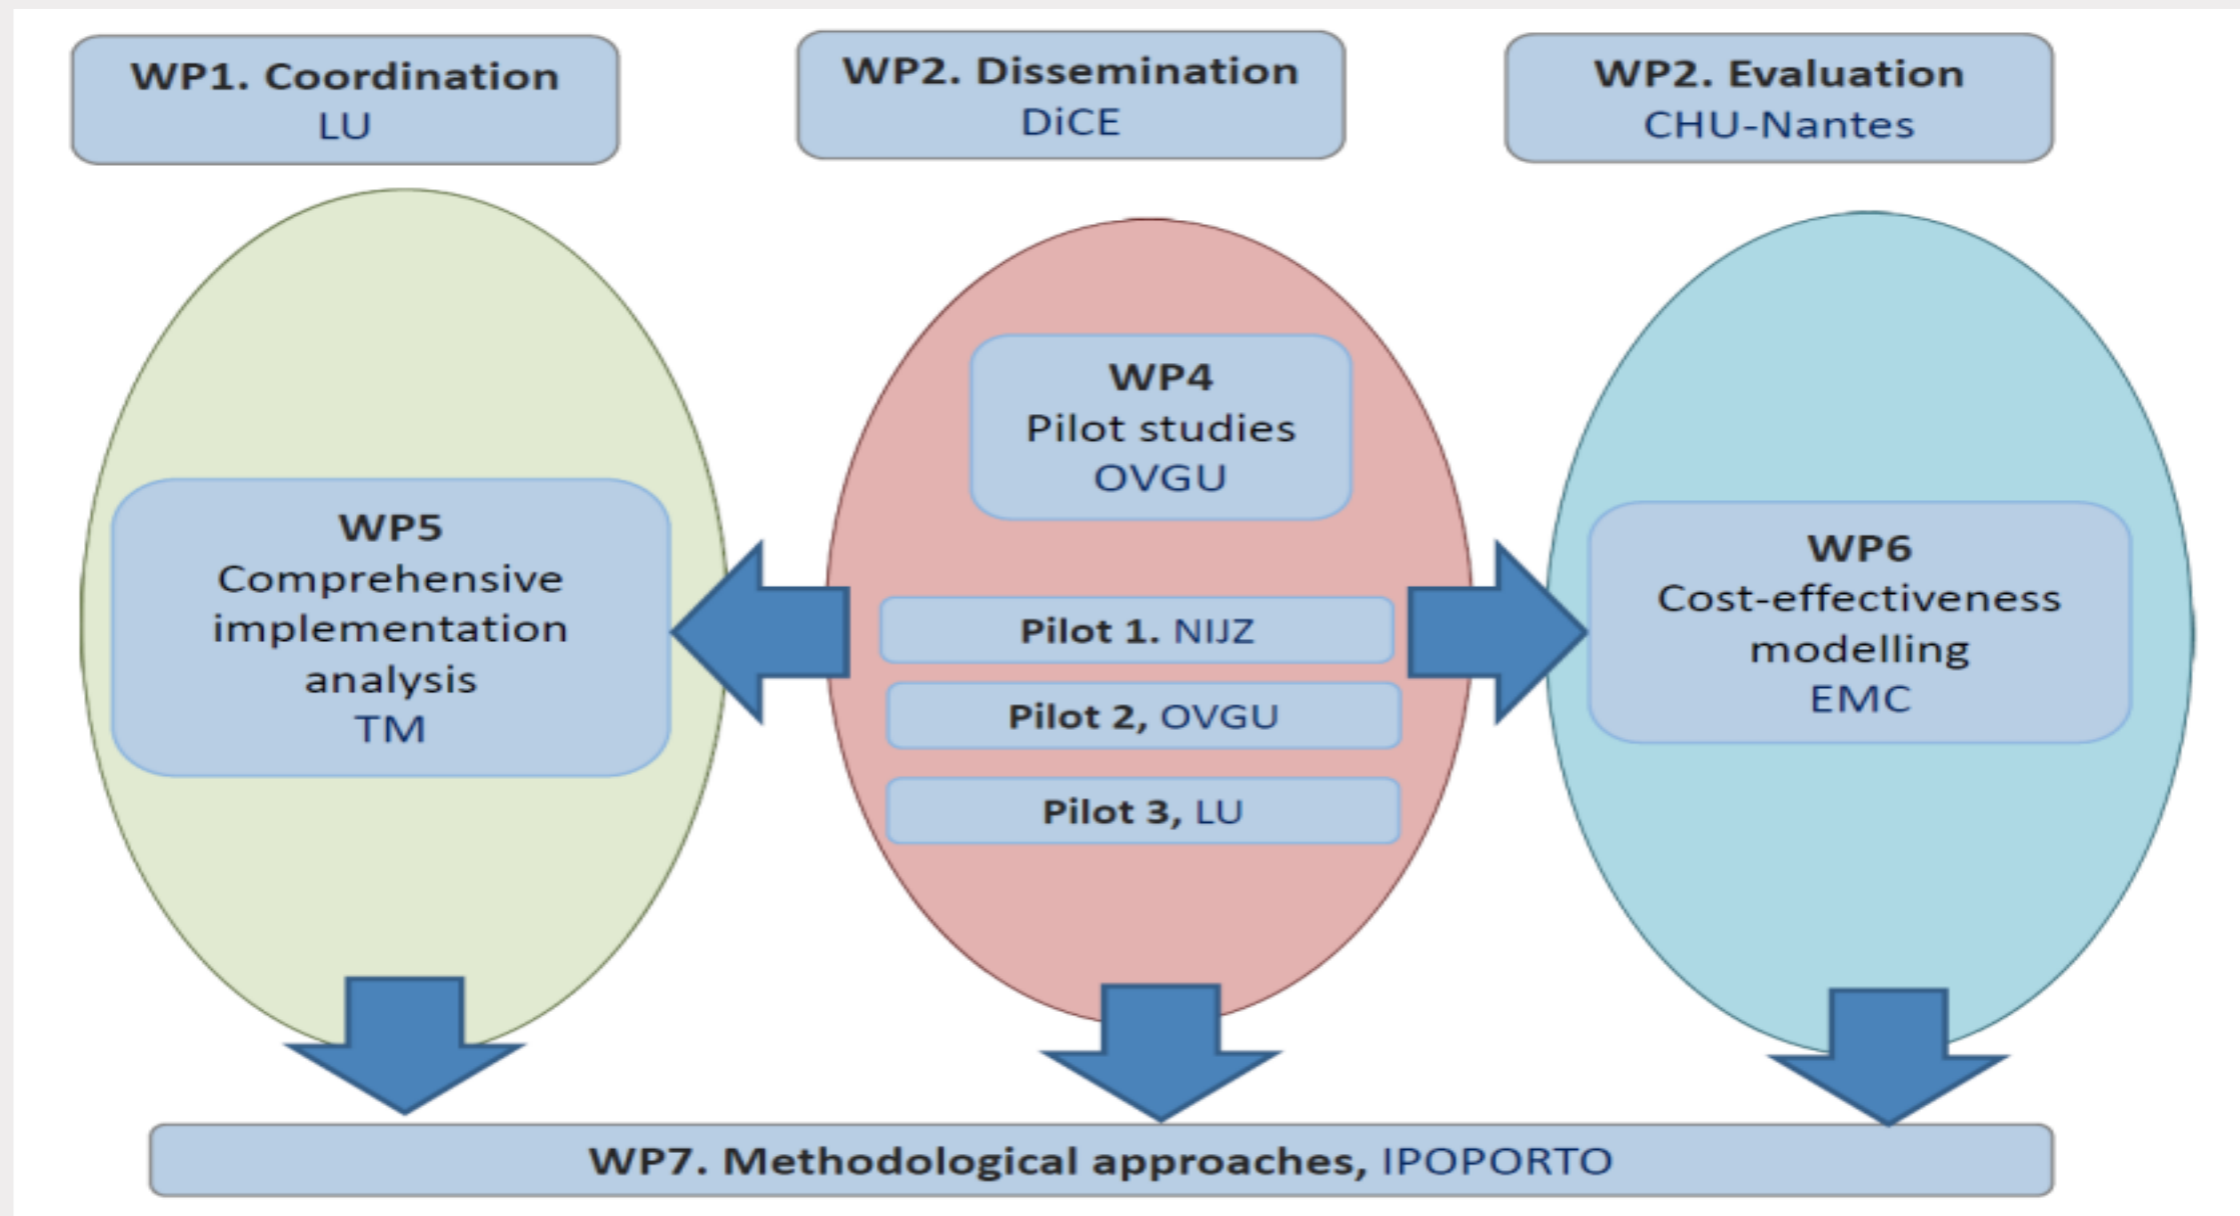 WP1. Coordination
LU
WP2. Dissemination
DiCE
WP2. Evaluation
CHU-Nantes
WP5
Comprehensive
implementation
analysis
TM
WP4
Pilot studies
OVGU
Pilot 1. NIJZ
Pilot 2, OVGU
Pilot 3, LU
WP6
Cost-effectiveness
modelling
EMC
WP7. Methodological approaches, IPOPORTO